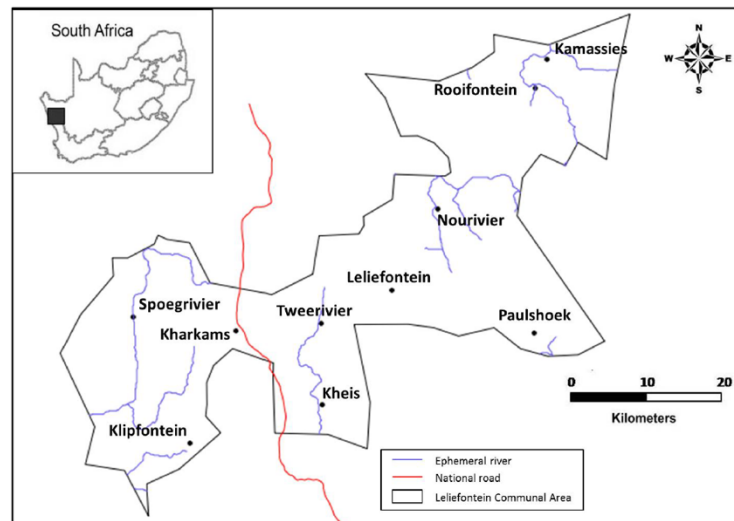 South Africa
N
W
E
S
Kamassies
Rooifontein
Nourivier
Leliefontein
Spoegrivier
Tweerivier
Paulshoek
Kharkams
Kheis
Klipfontein
0 10 20
Kilometers
Ephemeral river
National road
Leliefontein Communal Area